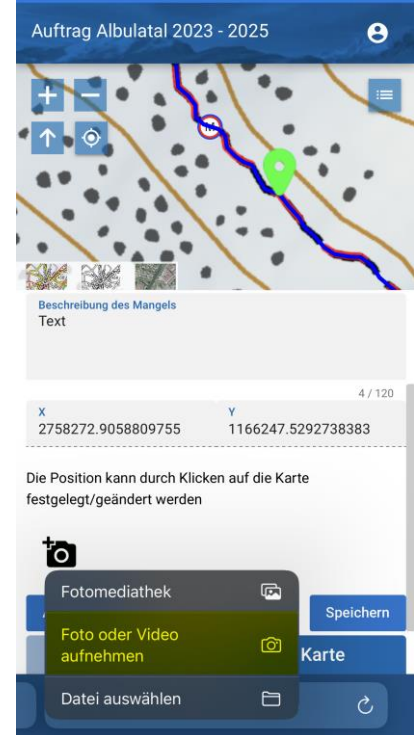 Auftrag Albulatal 2023 - 2025
M
Beschreibung des Mangels
Text
4 / 120
X
2758272.9058809755
Y
1166247.5292738383
Die Position kann durch Klicken auf die Karte
festgelegt/geändert werden
Fotomediathek
Foto oder Video
aufnehmen
Datei auswählen
Speichern
Karte